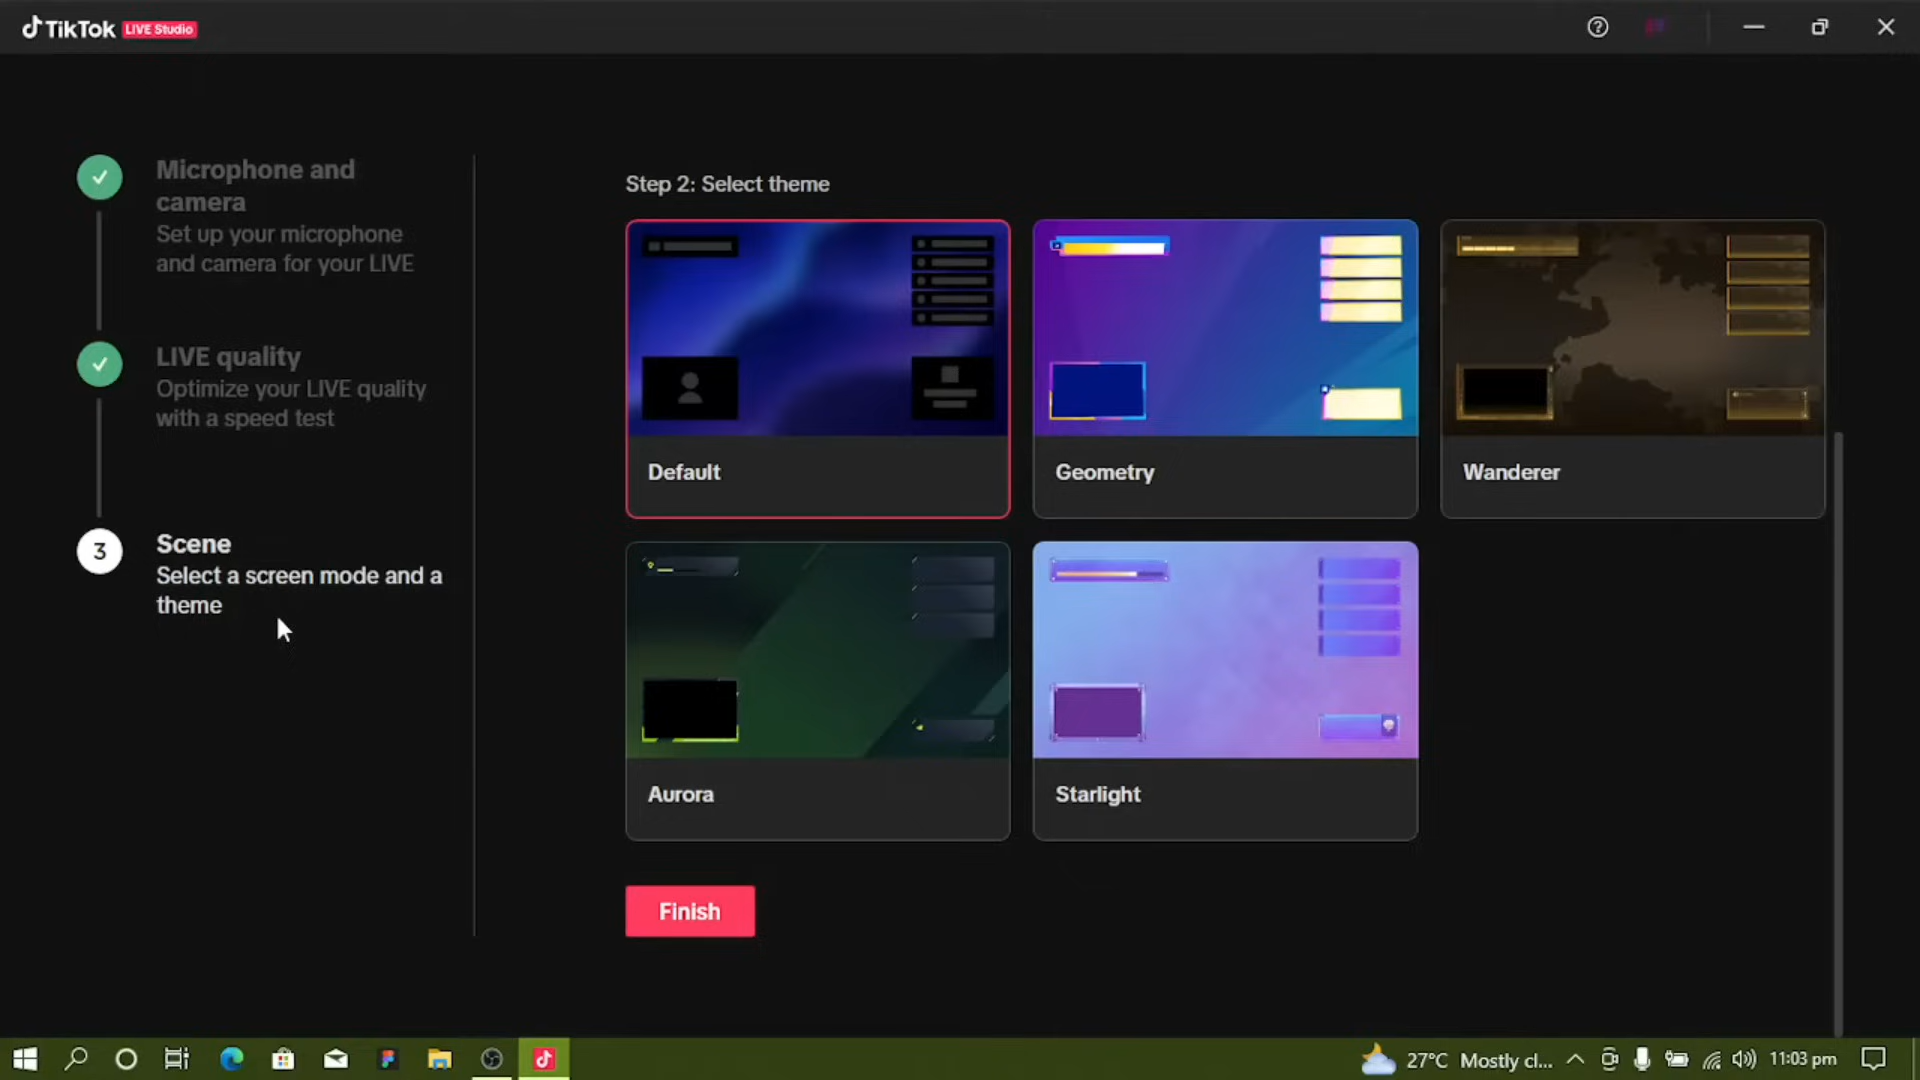 TikTok LIVE Studio
Microphone and
camera
Set up your microphone
and camera for your LIVE
LIVE quality
Optimize your LIVE quality
with a speed test
3
Scene
Select a screen mode and a
theme
Step 2: Select theme
Default
Geometry
Wanderer
Aurora
Starlight
Finish
27°C Mostly cl...
11:03 pm